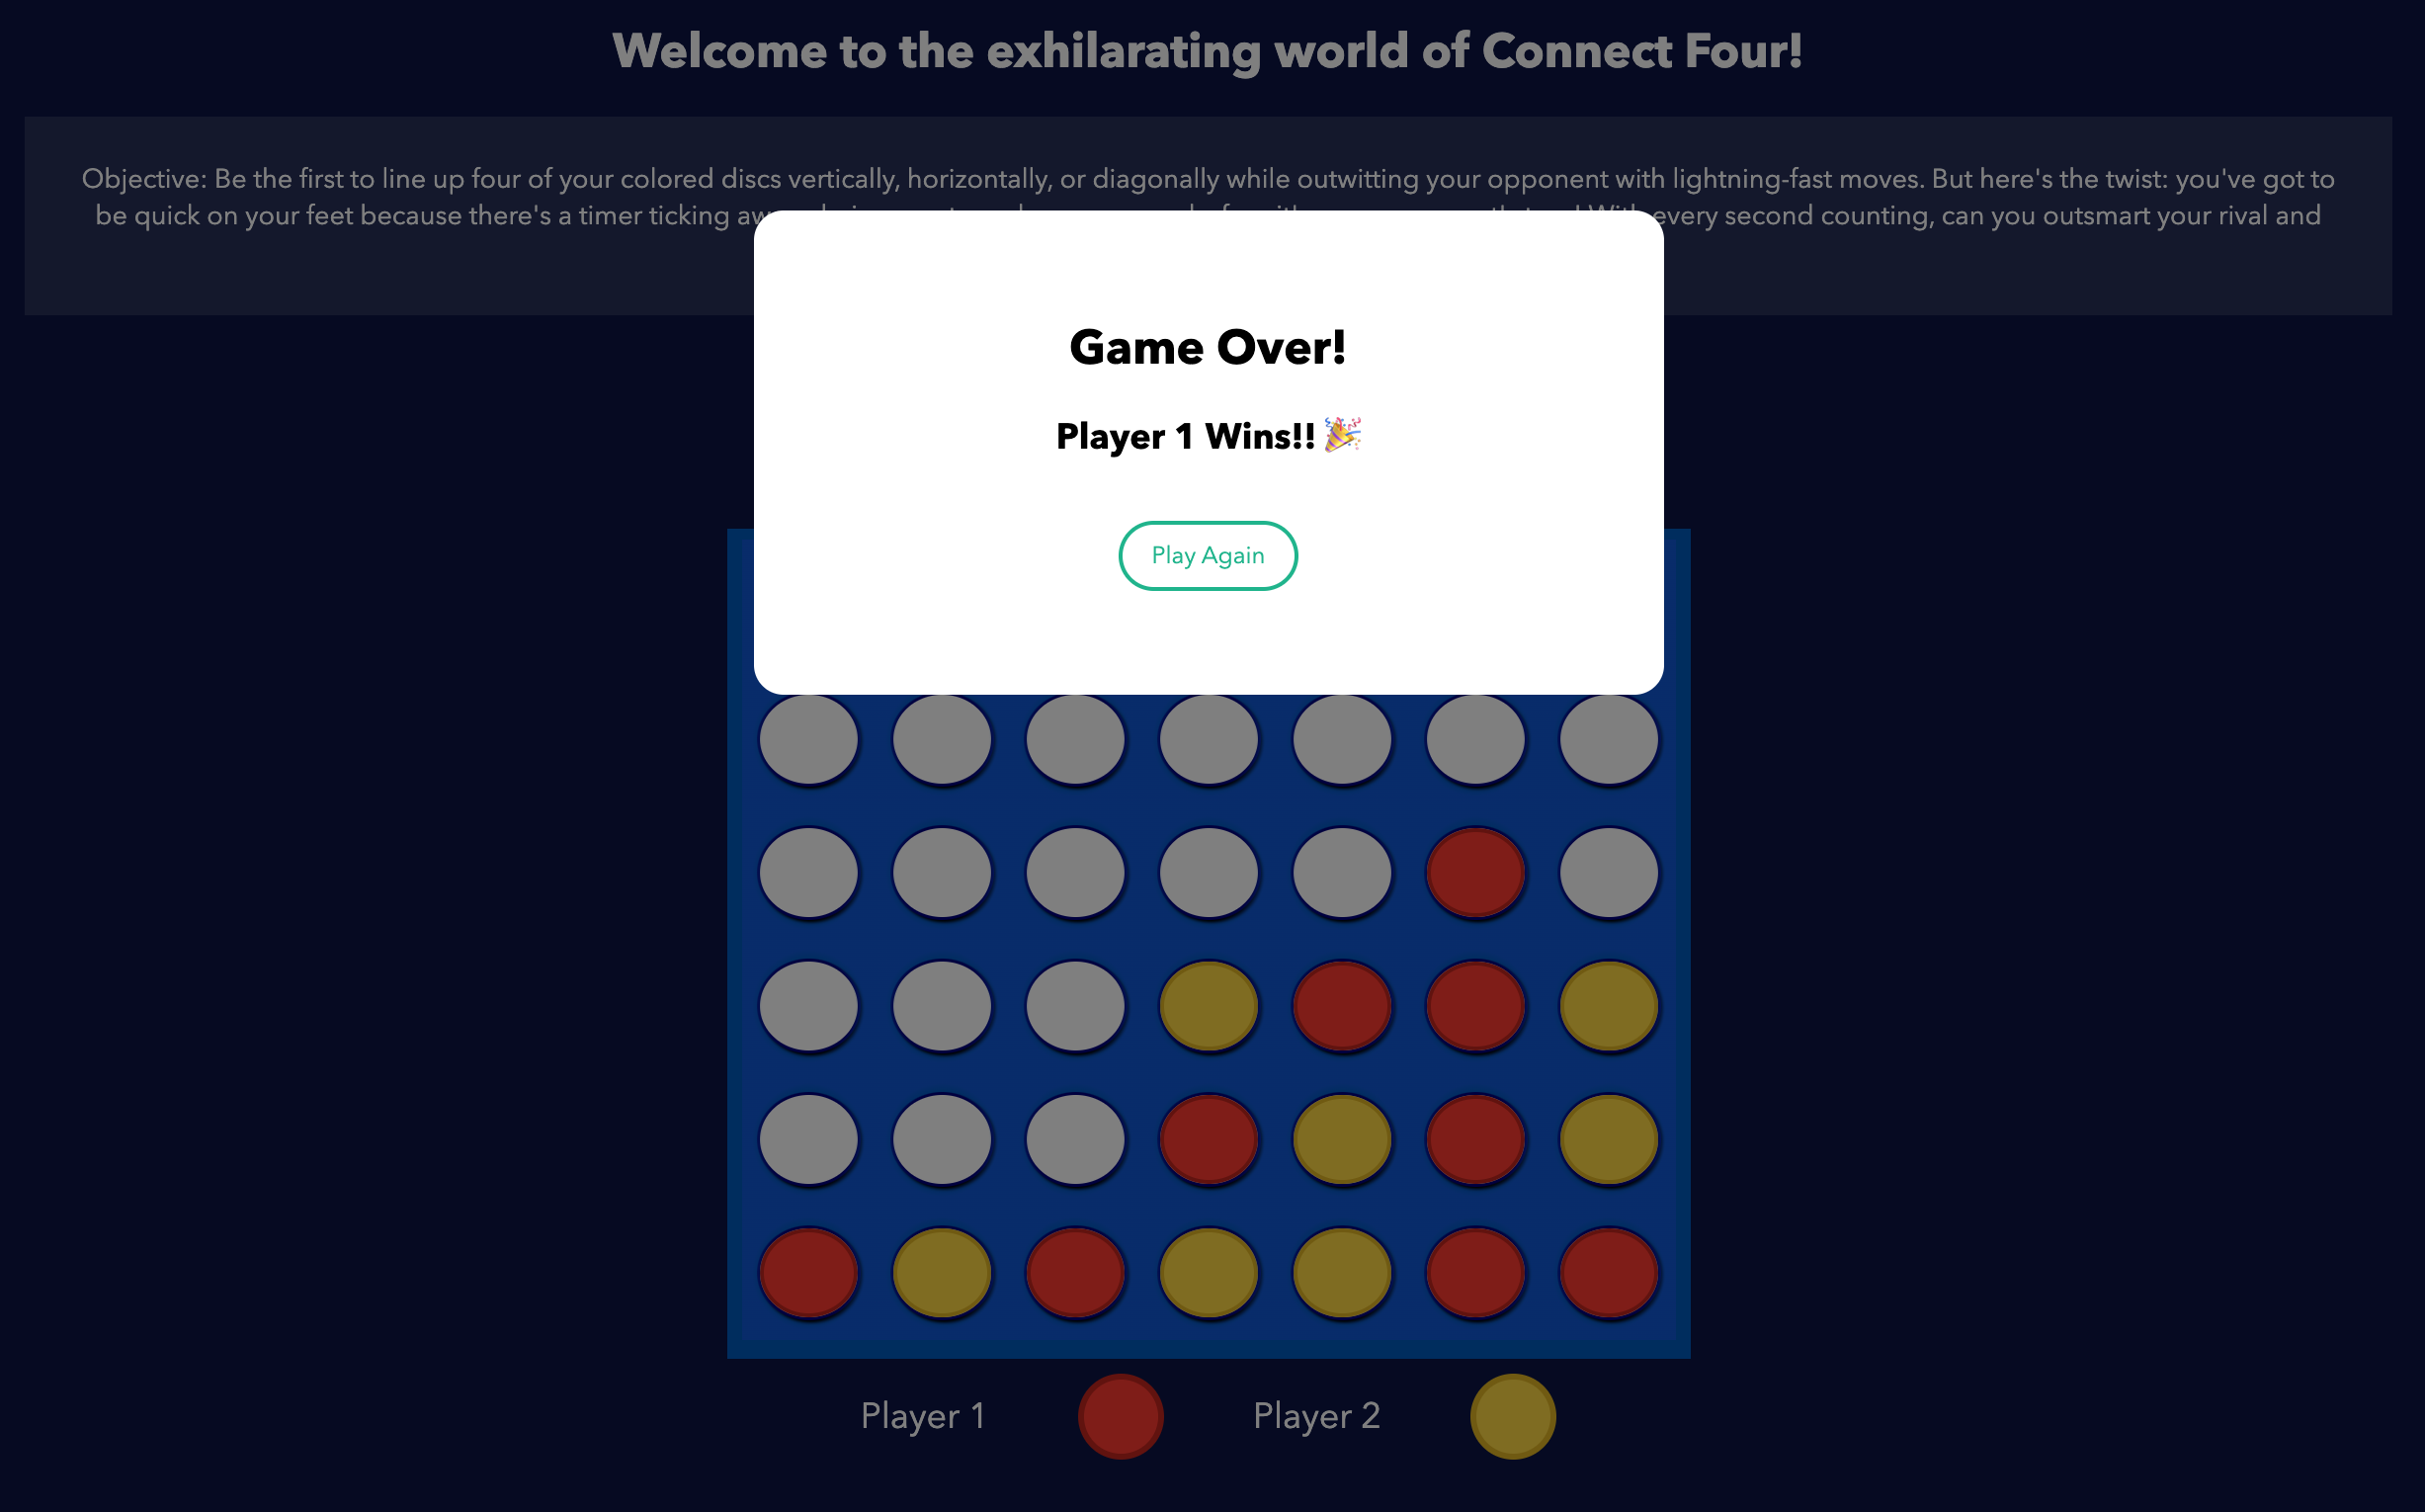 Welcome to the exhilarating world of Connect Four!
Objective: Be the first to line up four of your colored discs vertically, horizontally, or diagonally while outwitting your opponent with lightning-fast moves. But here's the twist: you've got to
be quick on your feet because there's a timer ticking every second counting, can you outsmart your rival and
Game Over!
Player 1 Wins!! 🎉
Play Again
Player 1 Player 2